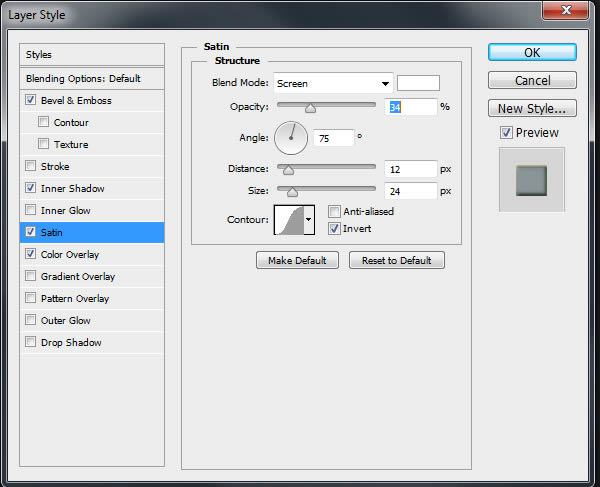 Layer Style
Styles
Blending Options: Default
Bevel & Emboss
Contour
Texture
Stroke
Inner Shadow
Inner Glow
Satin
Color Overlay
Gradient Overlay
Pattern Overlay
Outer Glow
Drop Shadow
Satin
Structure
Blend Mode: Screen
Opacity: 34 %
Angle: 75 °
Distance: 12 px
Size: 24 px
Contour: Anti-aliased
Invert
Make Default Reset to Default
OK
Cancel
New Style...
Preview